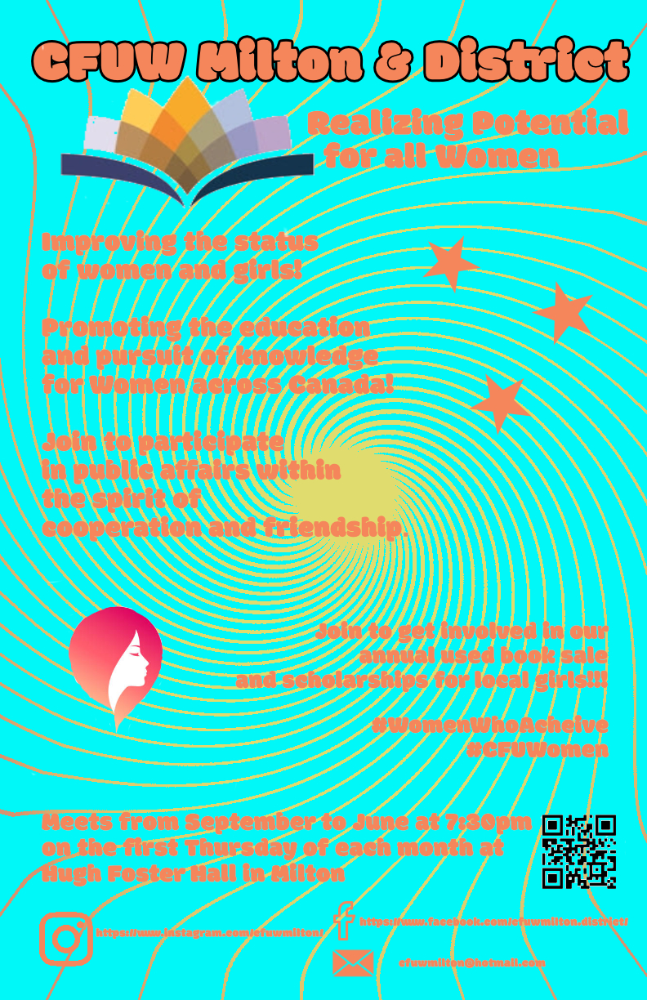 CFUW Milton & District
Realizing Potential
for all Women
Improving the status
of women and girls!
Promoting the education
and pursuit of knowledge
for Women across Canada!
Join to participate
in public affairs within
the spirit of
cooperation and friendship.
Join to get involved in our
annual used book sale
and scholarships for local girls!!!
#WomenWhoAcheive
#CFUWomen
Meets from September to June at 7:30pm
on the first Thursday of each month at
Hugh Foster Hall in Milton
https://www.instagram.com/cfuwmilton/
https://www.facebook.com/cfuwmilton.district/
cfuwmilton@hotmail.com